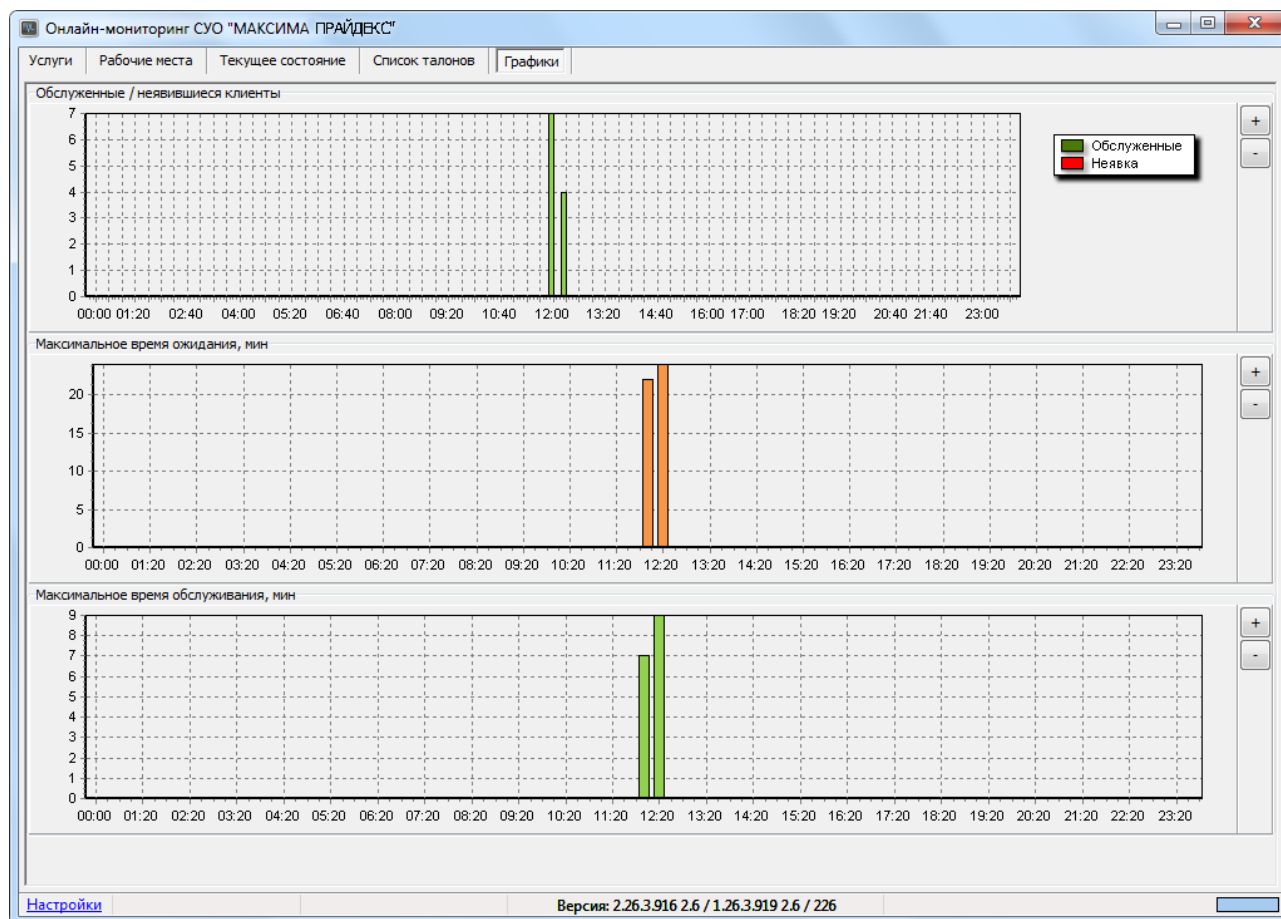 Онлайн-мониторинг СУО "МАКСИМА ПРАЙДЕКС"
Услуги Рабочие места Текущее состояние Список талонов Графики
Обслуженные / неявившиеся клиенты
7
6
5
4
3
2
1
0
00:00 01:20 02:40 04:00 05:20 06:40 08:00 09:20 10:40 12:00 13:20 14:40 16:00 17:00 18:20 19:20 20:40 21:40 23:00
Обслуженные
Неявка
+
-
Максимальное время ожидания, мин
20
15
10
5
0
00:00 01:20 02:20 03:20 04:20 05:20 06:20 07:20 08:20 09:20 10:20 11:20 12:20 13:20 14:20 15:20 16:20 17:20 18:20 19:20 20:20 21:20 22:20 23:20
+
-
Максимальное время обслуживания, мин
9
8
7
6
5
4
3
2
1
0
00:00 01:20 02:20 03:20 04:20 05:20 06:20 07:20 08:20 09:20 10:20 11:20 12:20 13:20 14:20 15:20 16:20 17:20 18:20 19:20 20:20 21:20 22:20 23:20
+
-
Настройки
Версия: 2.26.3.916 2.6 / 1.26.3.919 2.6 / 226